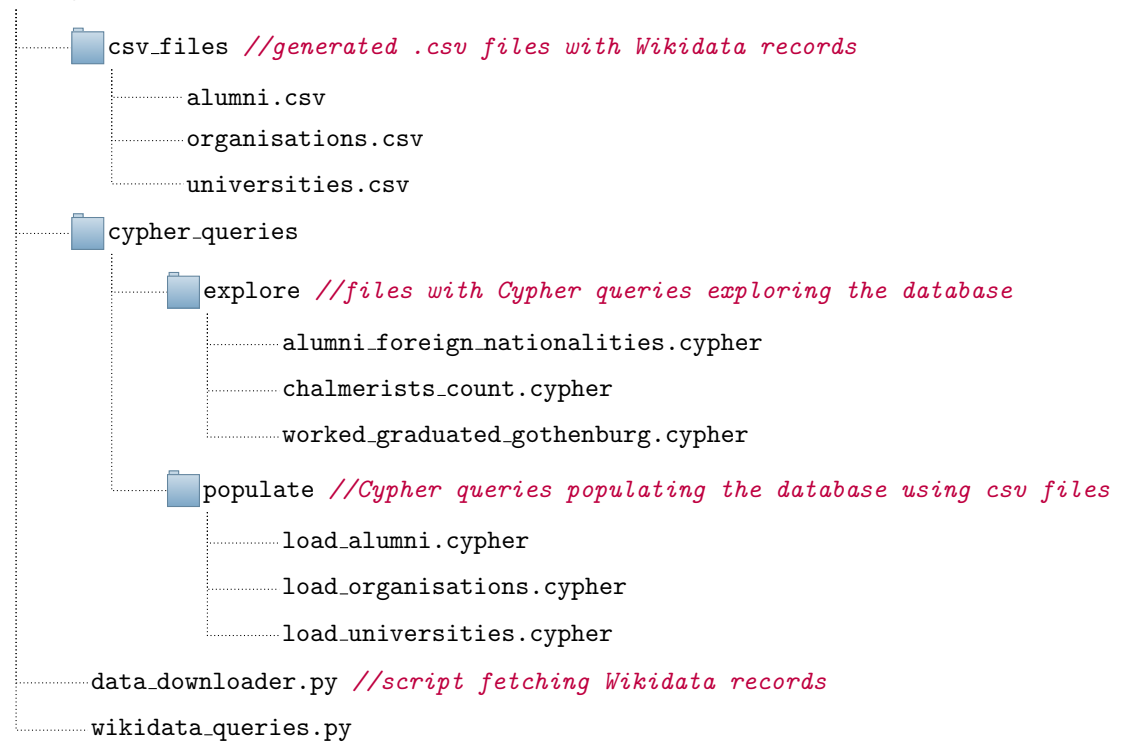 csv_files //generated .csv files with Wikidata records
alumni.csv
organisations.csv
universities.csv
cypher_queries
explore //files with Cypher queries exploring the database
alumni_foreign_nationalities.cypher
chalmerists_count.cypher
worked_graduated_gothenburg.cypher
populate //Cypher queries populating the database using csv files
load_alumni.cypher
load_organisations.cypher
load_universities.cypher
data_downloader.py //script fetching Wikidata records
wikidata_queries.py